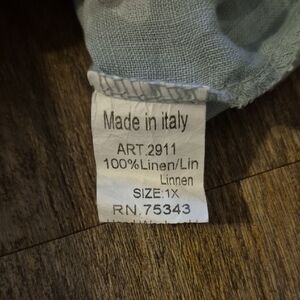 Made in italy
ART.2911
100%Linen/Lin
Linnen
SIZE:1X
RN.75343